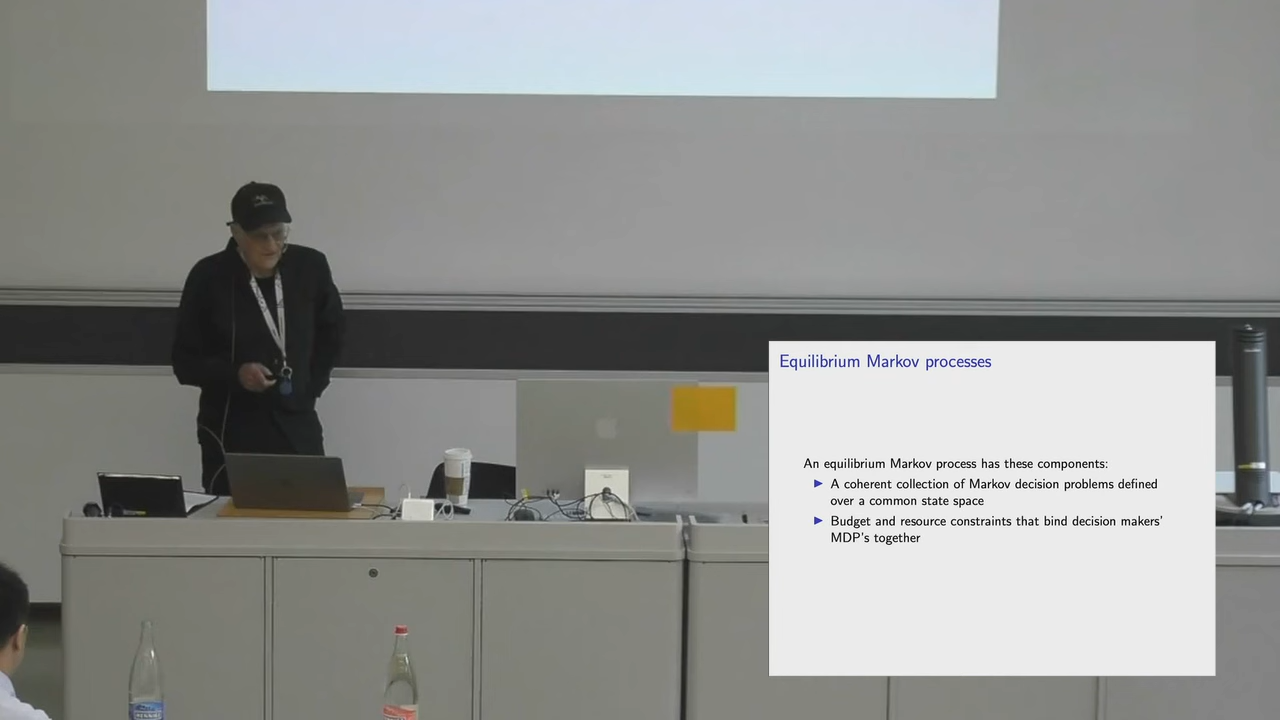 Equilibrium Markov processes
An equilibrium Markov process has these components:
A coherent collection of Markov decision problems defined
over a common state space
Budget and resource constraints that bind decision makers'
MDP's together